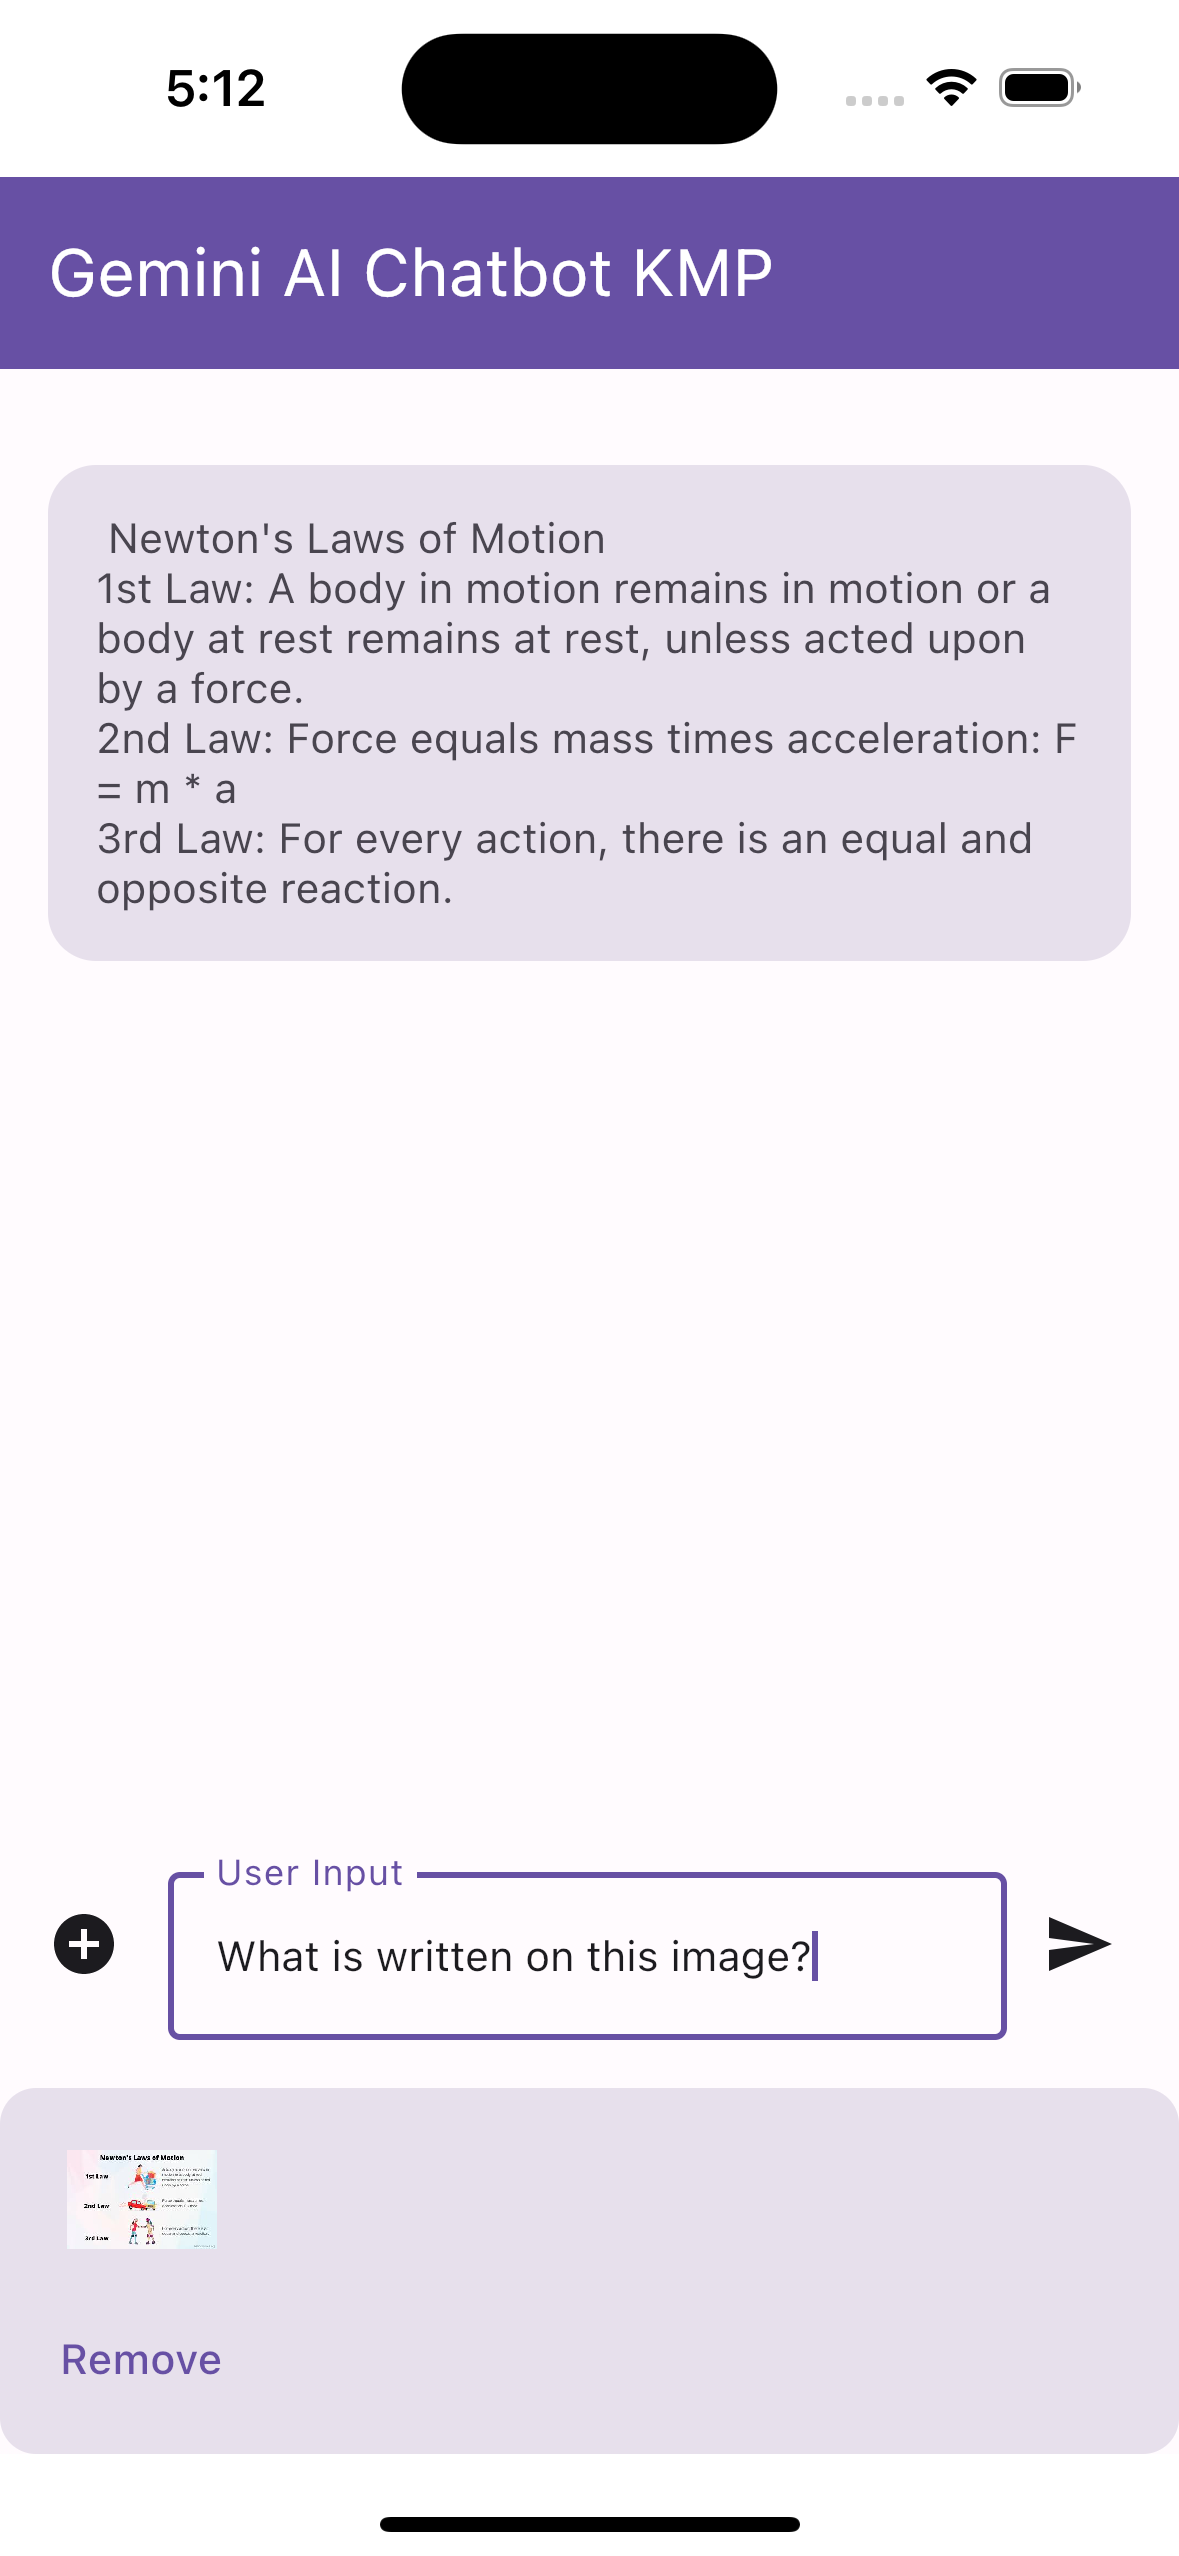 5:12
Gemini AI Chatbot KMP
Newton's Laws of Motion
1st Law: A body in motion remains in motion or a
body at rest remains at rest, unless acted upon
by a force.
2nd Law: Force equals mass times acceleration: F
= m * a
3rd Law: For every action, there is an equal and
opposite reaction.
User Input
What is written on this image?
Newton's Laws of Motion
1st Law
2nd Law
3rd Law
Remove